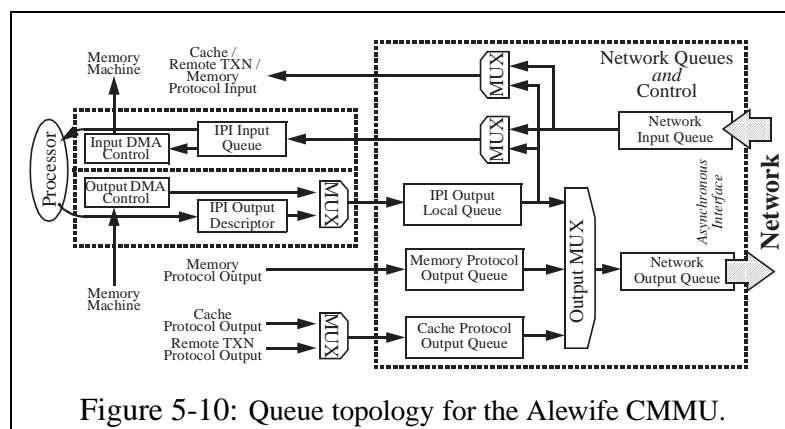 Memory
Machine
Cache /
Remote TXN /
Memory
Protocol Input
MUX
Network Queues
and
Control
Processor
Input DMA
Control
IPI Input
Queue
MUX
Network
Input Queue
Output DMA
Control
IPI Output
Descriptor
MUX
IPI Output
Local Queue
Asynchronous
Interface
Network
Memory
Machine
Memory
Protocol Output
Memory Protocol
Output Queue
Output MUX
Network
Output Queue
Cache
Protocol Output
Remote TXN
Protocol Output
MUX
Cache Protocol
Output Queue
Figure 5-10: Queue topology for the Alewife CMMU.